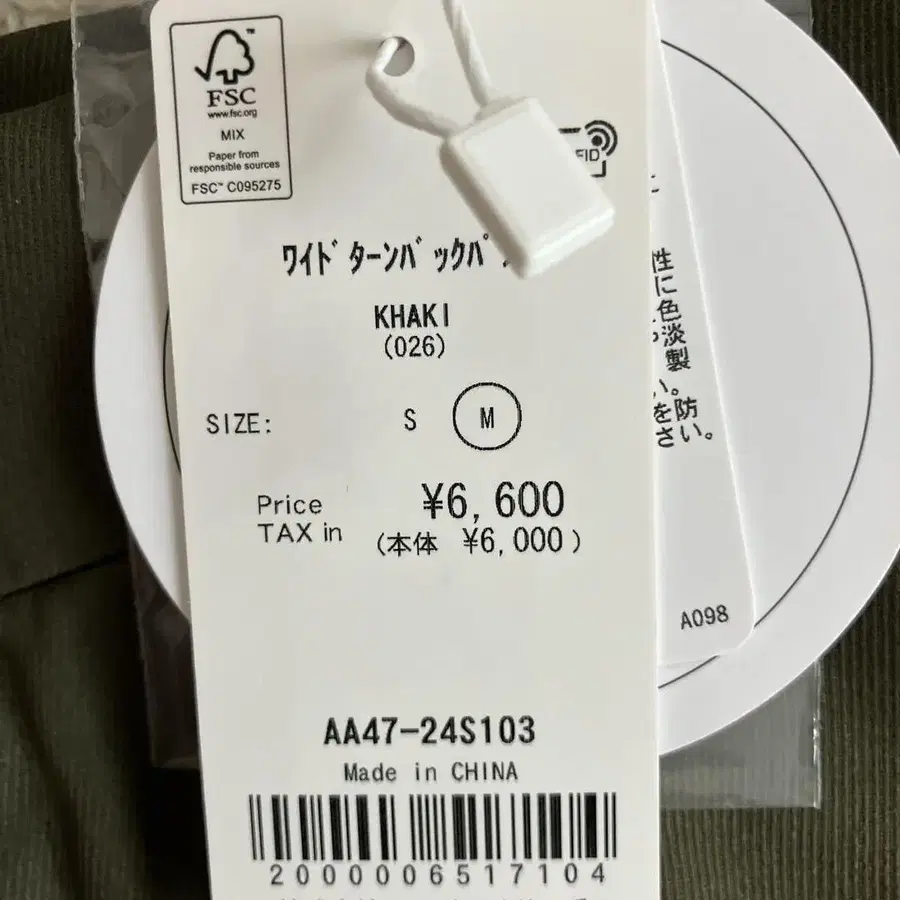 FSC
www.fsc.org
MIX
Paper from
responsible sources
FSC™ C095275
ﾜｲﾄﾞﾀｰﾝﾊﾞｯｸﾊﾟ
KHAKI
(026)
SIZE: S M
Price ¥6,600
TAX in (本体 ¥6,000)
AA47-24S103
Made in CHINA
2000006517104
性
に
色
淡
製
い。
を防
さい。
A098